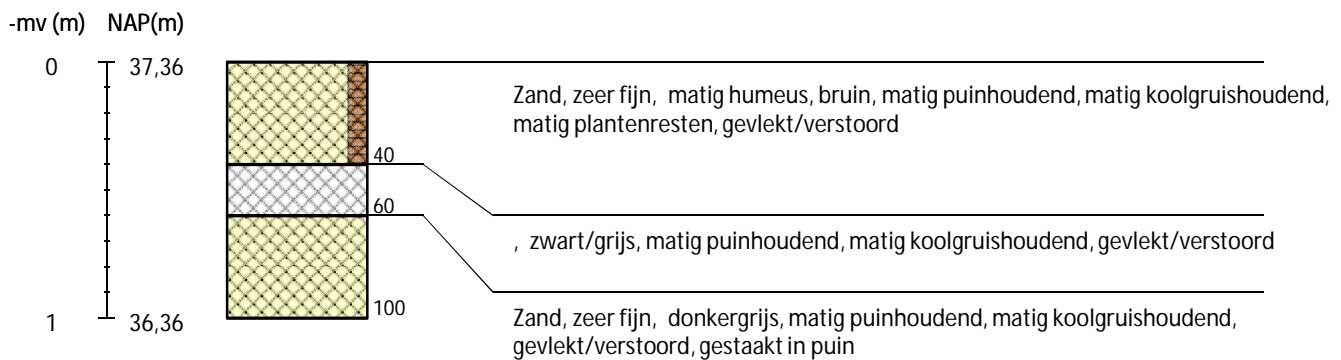 -mv (m) NAP(m)
0 37,36
Zand, zeer fijn, matig humeus, bruin, matig puinhoudend, matig koolgruishoudend,
matig plantenresten, gevlekt/verstoord
40
60
, zwart/grijs, matig puinhoudend, matig koolgruishoudend, gevlekt/verstoord
100
1 36,36
Zand, zeer fijn, donkergrijs, matig puinhoudend, matig koolgruishoudend,
gevlekt/verstoord, gestaakt in puin